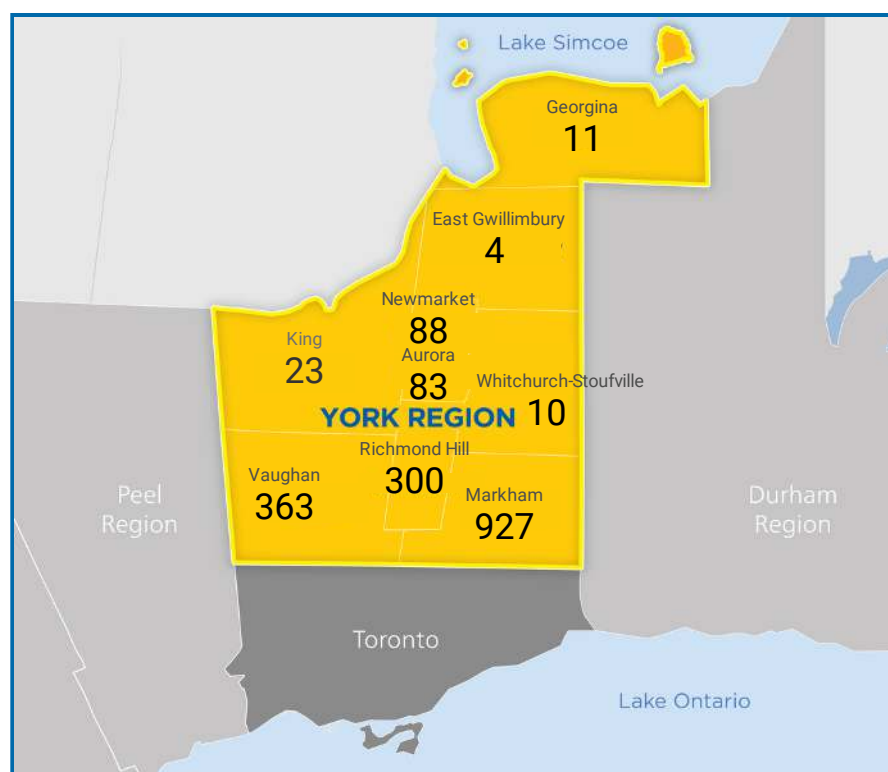 Lake Simcoe
Georgina
11
East Gwillimbury
4
Newmarket
88
King
23
Aurora
83
Whitchurch-Stoufville
10
YORK REGION
Richmond Hill
300
Vaughan
363
Markham
927
Peel
Region
Durham
Region
Toronto
Lake Ontario